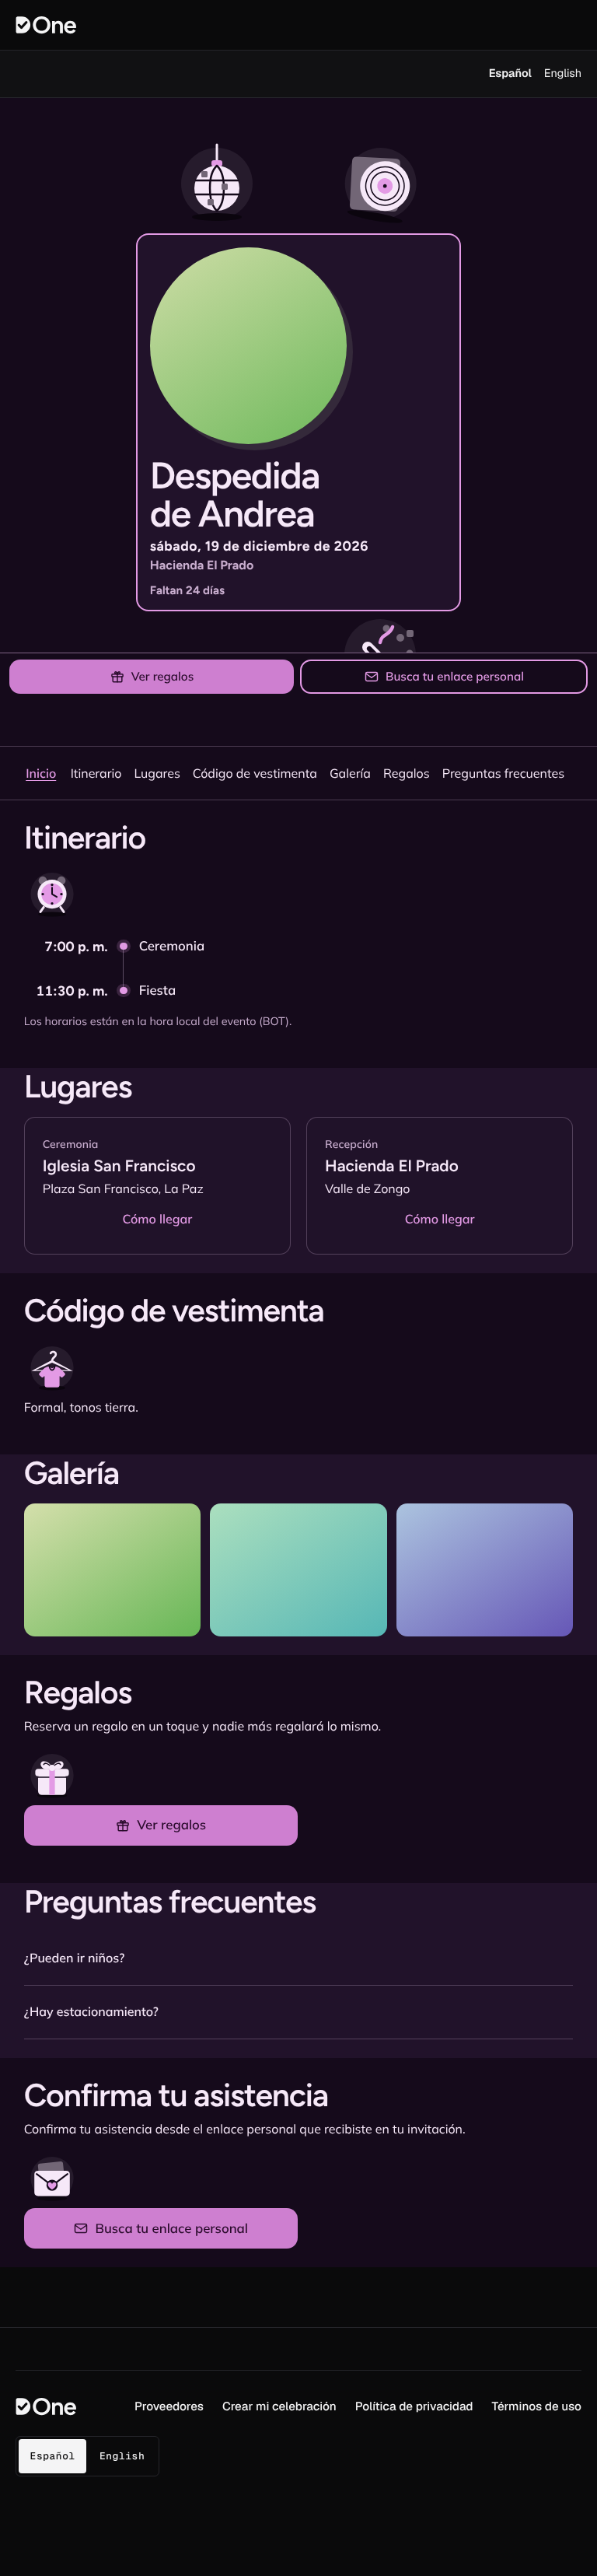 One
Español English
Despedida
de Andrea
sábado, 19 de diciembre de 2026
Hacienda El Prado
Faltan 24 días
Ver regalos
Busca tu enlace personal
Inicio Itinerario Lugares Código de vestimenta Galería Regalos Preguntas frecuentes
Itinerario
7:00 p. m. Ceremonia
11:30 p. m. Fiesta
Los horarios están en la hora local del evento (BOT).
Lugares
Ceremonia
Iglesia San Francisco
Plaza San Francisco, La Paz
Cómo llegar
Recepción
Hacienda El Prado
Valle de Zongo
Cómo llegar
Código de vestimenta
Formal, tonos tierra.
Galería
Regalos
Reserva un regalo en un toque y nadie más regalará lo mismo.
Ver regalos
Preguntas frecuentes
¿Pueden ir niños?
¿Hay estacionamiento?
Confirma tu asistencia
Confirma tu asistencia desde el enlace personal que recibiste en tu invitación.
Busca tu enlace personal
One
Proveedores Crear mi celebración Política de privacidad Términos de uso
Español English